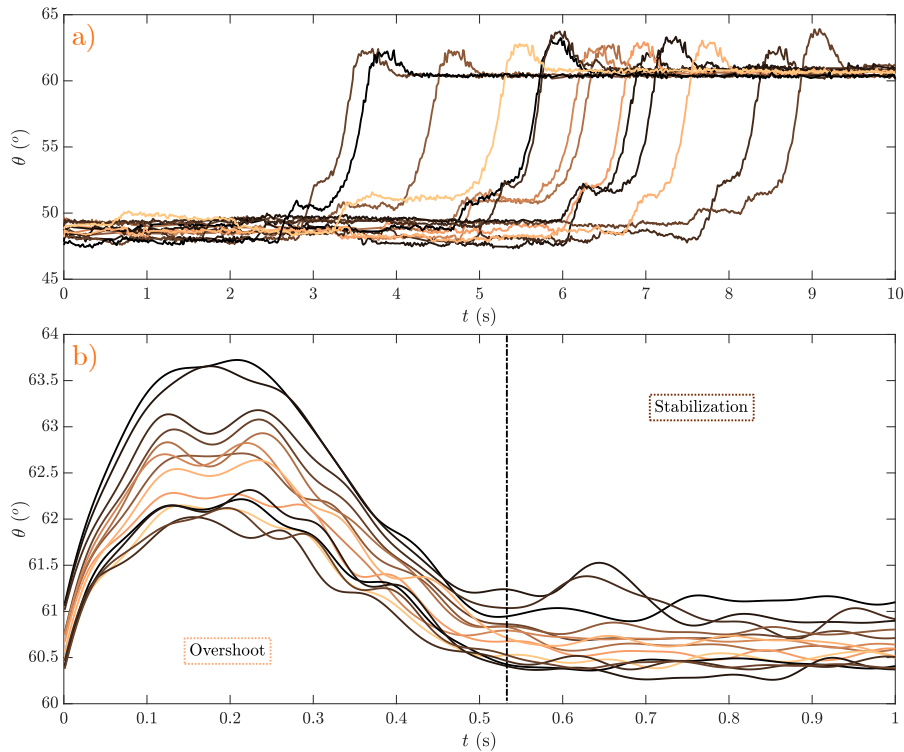 a)
65
60
55
50
45
θ (°)
0 1 2 3 4 5 6 7 8 9 10
t (s)
b)
64
63.5
63
62.5
62
61.5
61
60.5
60
θ (°)
Stabilization
Overshoot
0 0.1 0.2 0.3 0.4 0.5 0.6 0.7 0.8 0.9 1
t (s)